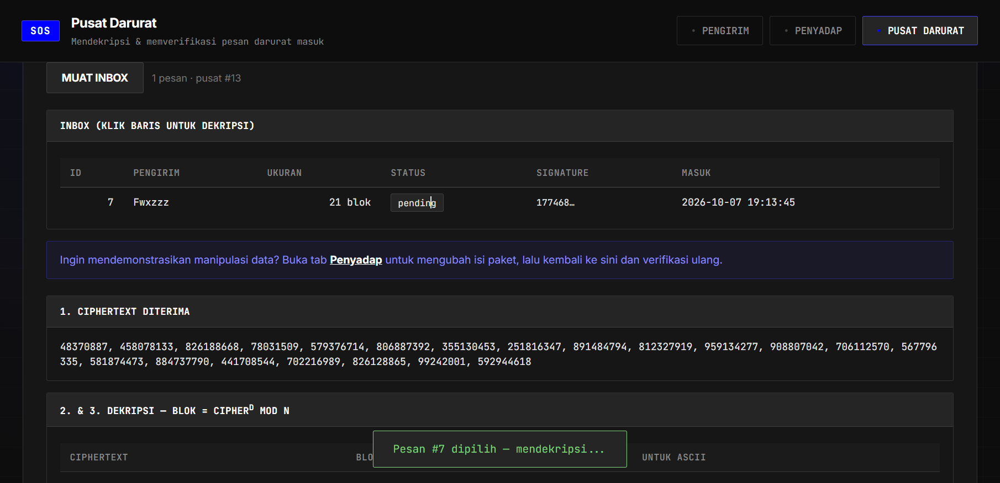 SOS
Pusat Darurat
Mendekripsi & memverifikasi pesan darurat masuk
• PENGIRIM
• PENYADAP
• PUSAT DARURAT
MUAT INBOX
1 pesan · pusat #13
INBOX (KLIK BARIS UNTUK DEKRIPSI)
ID PENGIRIM UKURAN STATUS SIGNATURE MASUK
7 Fwxzzz 21 blok pending 177468… 2026-10-07 19:13:45
Ingin mendemonstrasikan manipulasi data? Buka tab Penyadap untuk mengubah isi paket, lalu kembali ke sini dan verifikasi ulang.
1. CIPHERTEXT DITERIMA
48370887, 458078133, 826188668, 78031509, 579376714, 806887392, 355130453, 251816347, 891484794, 812327919, 959134277, 908807042, 706112570, 567796
335, 581874473, 884737790, 441708544, 702216989, 826128865, 99242001, 592944618
2. & 3. DEKRIPSI — BLOK = CIPHERᴰ MOD N
CIPHERTEXT BLO UNTUK ASCII
Pesan #7 dipilih — mendekripsi...